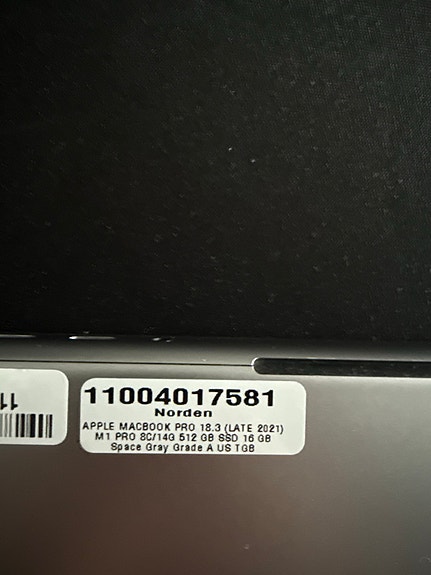 11004017581
Norden
APPLE MACBOOK PRO 18.3 (LATE 2021)
M1 PRO 8C/14G 512 GB SSD 16 GB
Space Gray Grade A US TGB
11